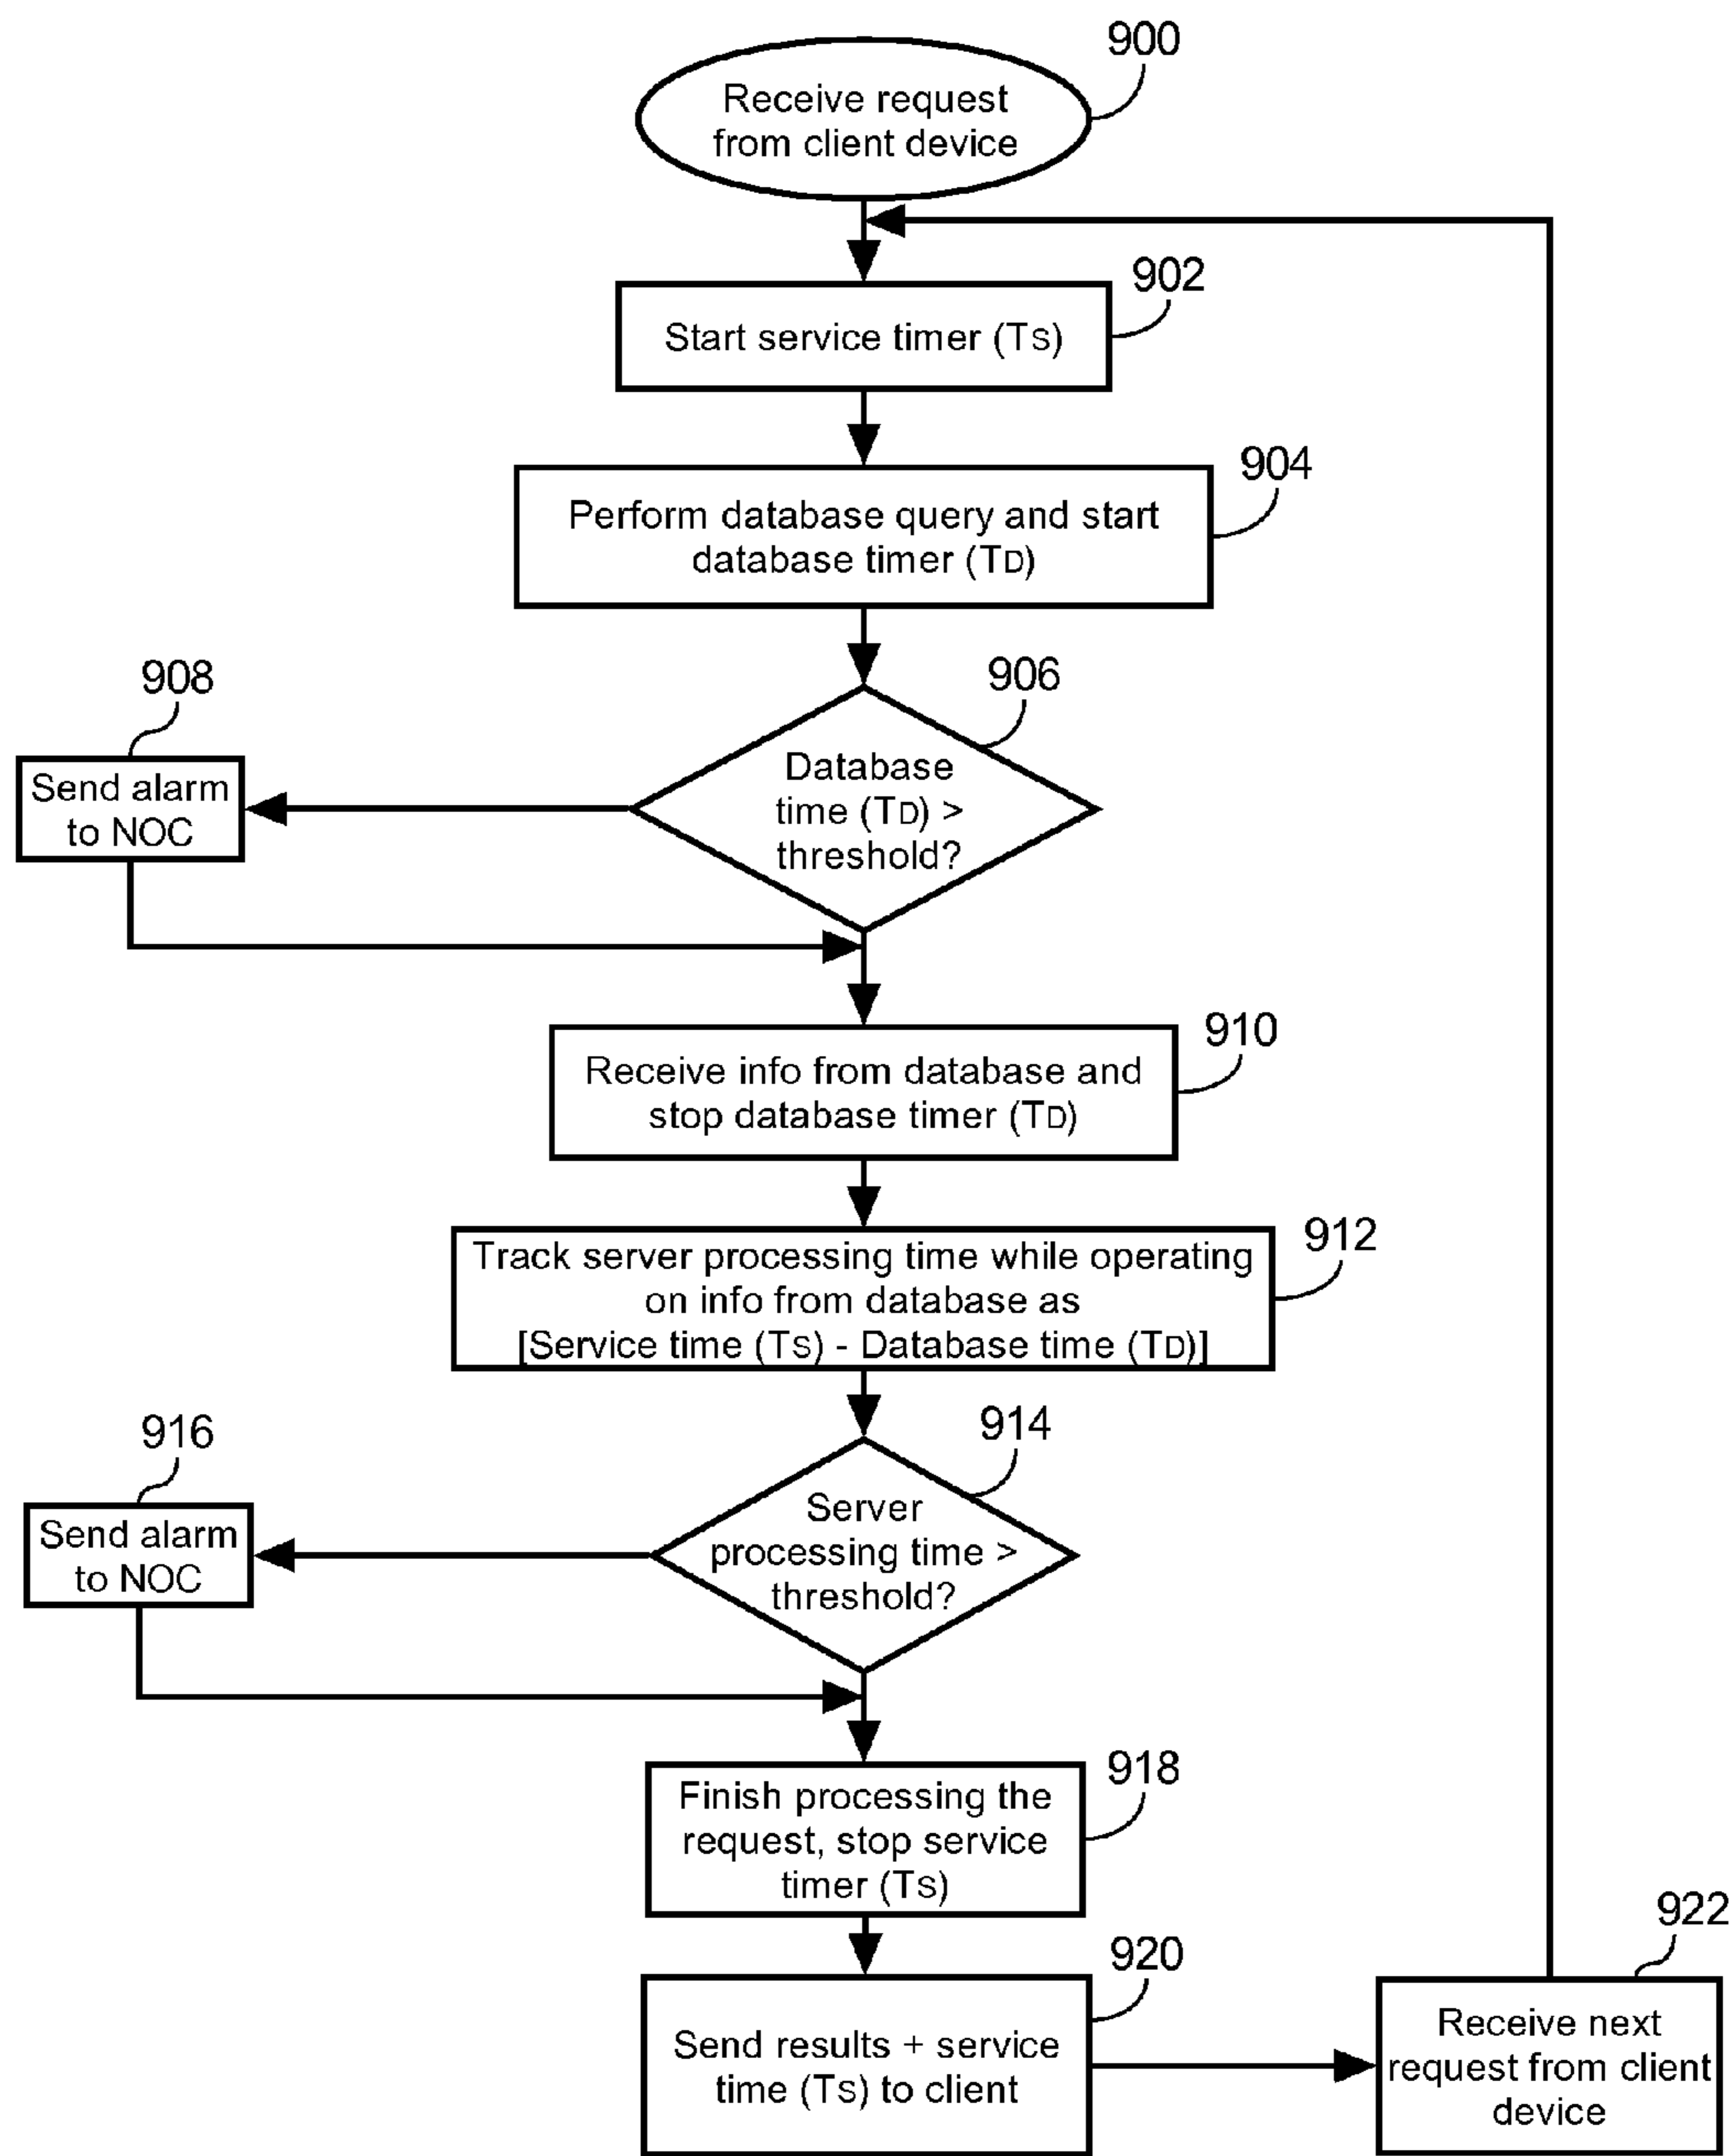 900
Receive request
from client device
902
Start service timer (TS)
904
Perform database query and start
database timer (TD)
906
Database
time (TD) >
threshold?
908
Send alarm
to NOC
910
Receive info from database and
stop database timer (TD)
912
Track server processing time while operating
on info from database as
[Service time (TS) - Database time (TD)]
914
Server
processing time >
threshold?
916
Send alarm
to NOC
918
Finish processing the
request, stop service
timer (TS)
920
Send results + service
time (TS) to client
922
Receive next
request from client
device